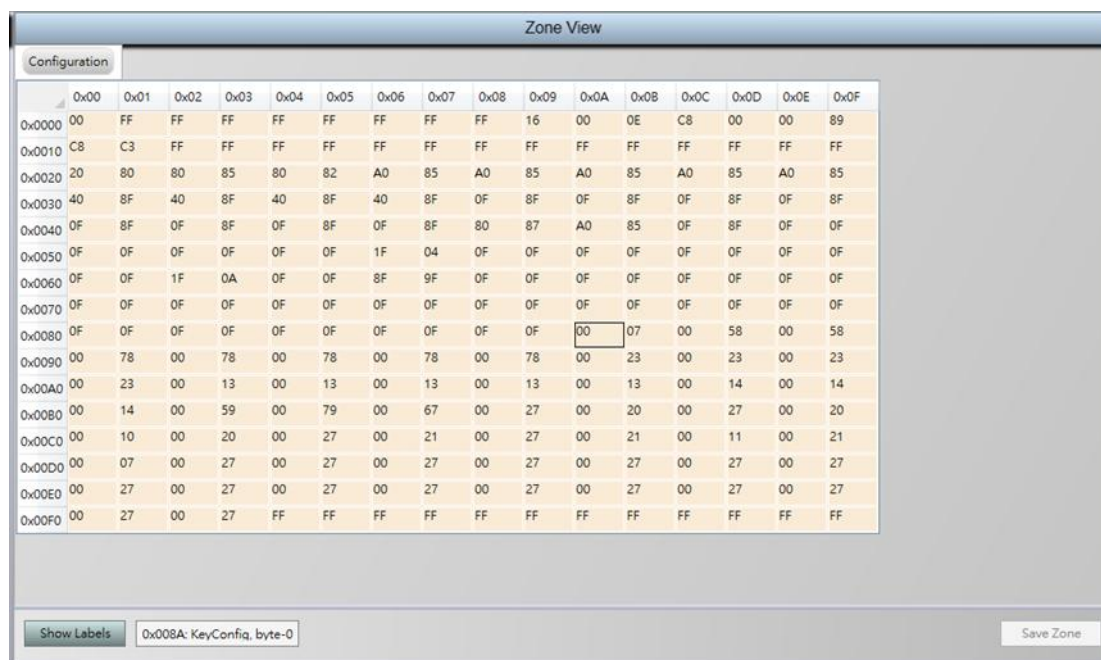 Zone View
Configuration
0x00 0x01 0x02 0x03 0x04 0x05 0x06 0x07 0x08 0x09 0x0A 0x0B 0x0C 0x0D 0x0E 0x0F
0x0000 00 FF FF FF FF FF FF FF FF 16 00 0E C8 00 00 89
0x0010 C8 C3 FF FF FF FF FF FF FF FF FF FF FF FF FF FF
0x0020 20 80 80 85 80 82 A0 85 A0 85 A0 85 A0 85 A0 85
0x0030 40 8F 40 8F 40 8F 40 8F 0F 8F 0F 8F 0F 8F 0F 8F
0x0040 0F 8F 0F 8F 0F 8F 0F 8F 80 87 A0 85 0F 8F 0F 0F
0x0050 0F 0F 0F 0F 0F 0F 1F 04 0F 0F 0F 0F 0F 0F 0F 0F
0x0060 0F 0F 1F 0A 0F 0F 8F 9F 0F 0F 0F 0F 0F 0F 0F 0F
0x0070 0F 0F 0F 0F 0F 0F 0F 0F 0F 0F 0F 0F 0F 0F 0F 0F
0x0080 0F 0F 0F 0F 0F 0F 0F 0F 0F 0F 00 07 00 58 00 58
0x0090 00 78 00 78 00 78 00 78 00 78 00 23 00 23 00 23
0x00A0 00 23 00 13 00 13 00 13 00 13 00 13 00 14 00 14
0x00B0 00 14 00 59 00 79 00 67 00 27 00 20 00 27 00 20
0x00C0 00 10 00 20 00 27 00 21 00 27 00 21 00 11 00 21
0x00D0 00 07 00 27 00 27 00 27 00 27 00 27 00 27 00 27
0x00E0 00 27 00 27 00 27 00 27 00 27 00 27 00 27 00 27
0x00F0 00 27 00 27 FF FF FF FF FF FF FF FF FF FF FF FF
Show Labels 0x008A: KeyConfig, byte-0 Save Zone